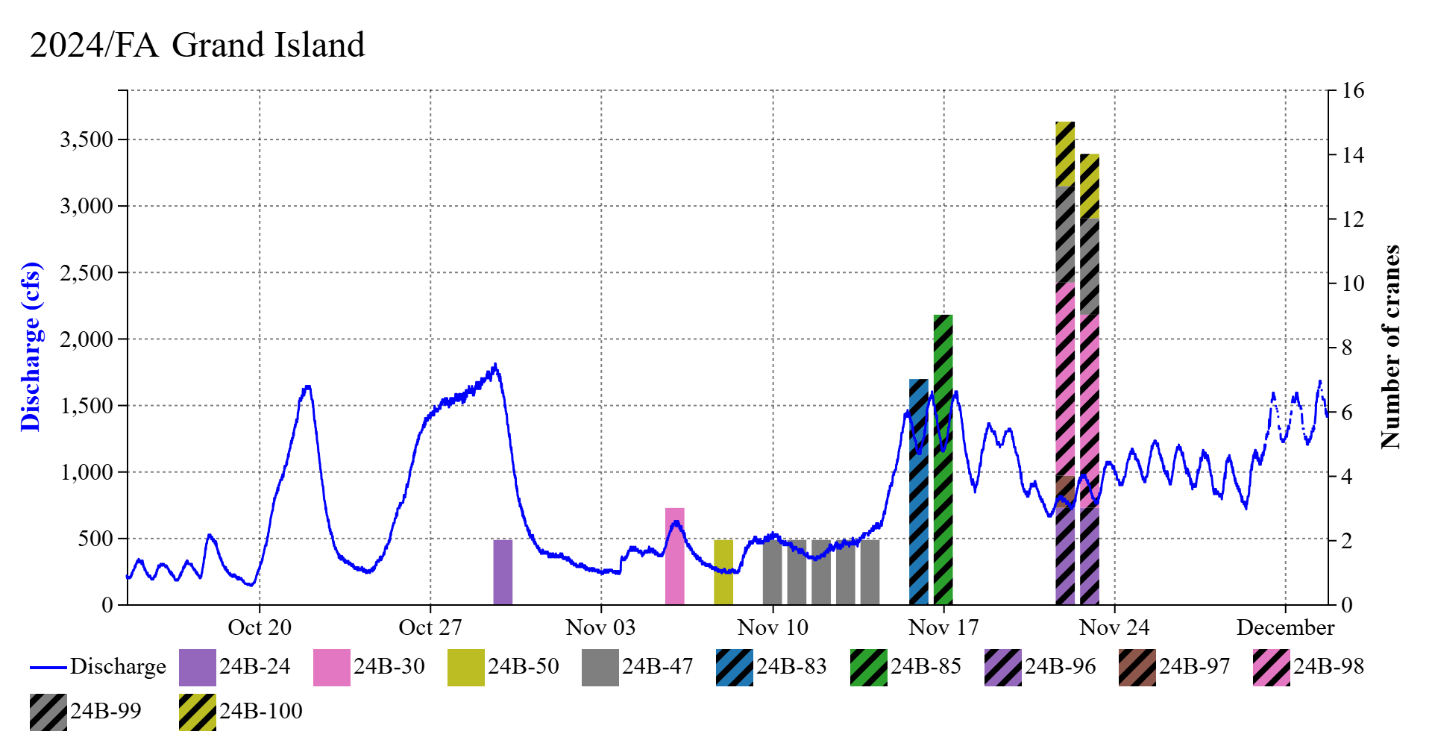 2024/FA Grand Island
Discharge (cfs)
3,500
3,000
2,500
2,000
1,500
1,000
500
0
16
14
12
10
8
6
4
2
0
Number of cranes
Oct 20 Oct 27 Nov 03 Nov 10 Nov 17 Nov 24 December
Discharge 24B-24 24B-30 24B-50 24B-47 24B-83 24B-85 24B-96 24B-97 24B-98
24B-99 24B-100